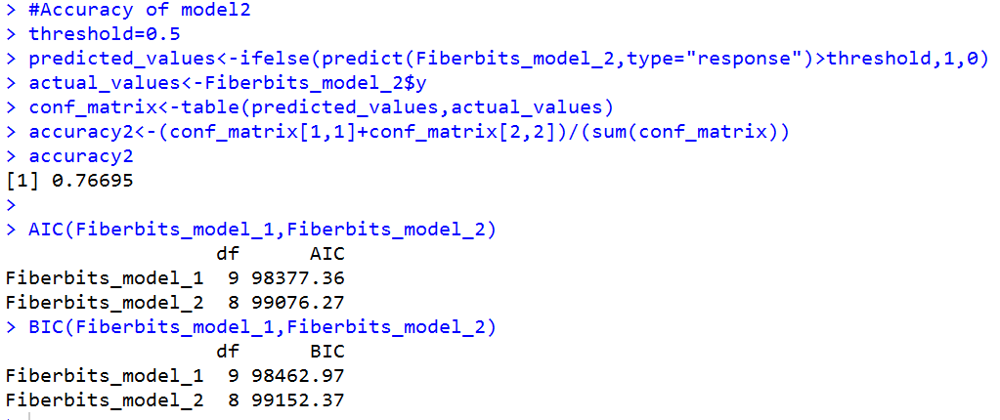 > #Accuracy of model2
> threshold=0.5
> predicted_values<-ifelse(predict(Fiberbits_model_2,type="response")>threshold,1,0)
> actual_values<-Fiberbits_model_2$y
> conf_matrix<-table(predicted_values,actual_values)
> accuracy2<-(conf_matrix[1,1]+conf_matrix[2,2])/(sum(conf_matrix))
> accuracy2
[1] 0.76695
>
> AIC(Fiberbits_model_1,Fiberbits_model_2)
                  df      AIC
Fiberbits_model_1  9 98377.36
Fiberbits_model_2  8 99076.27
> BIC(Fiberbits_model_1,Fiberbits_model_2)
                  df      BIC
Fiberbits_model_1  9 98462.97
Fiberbits_model_2  8 99152.37